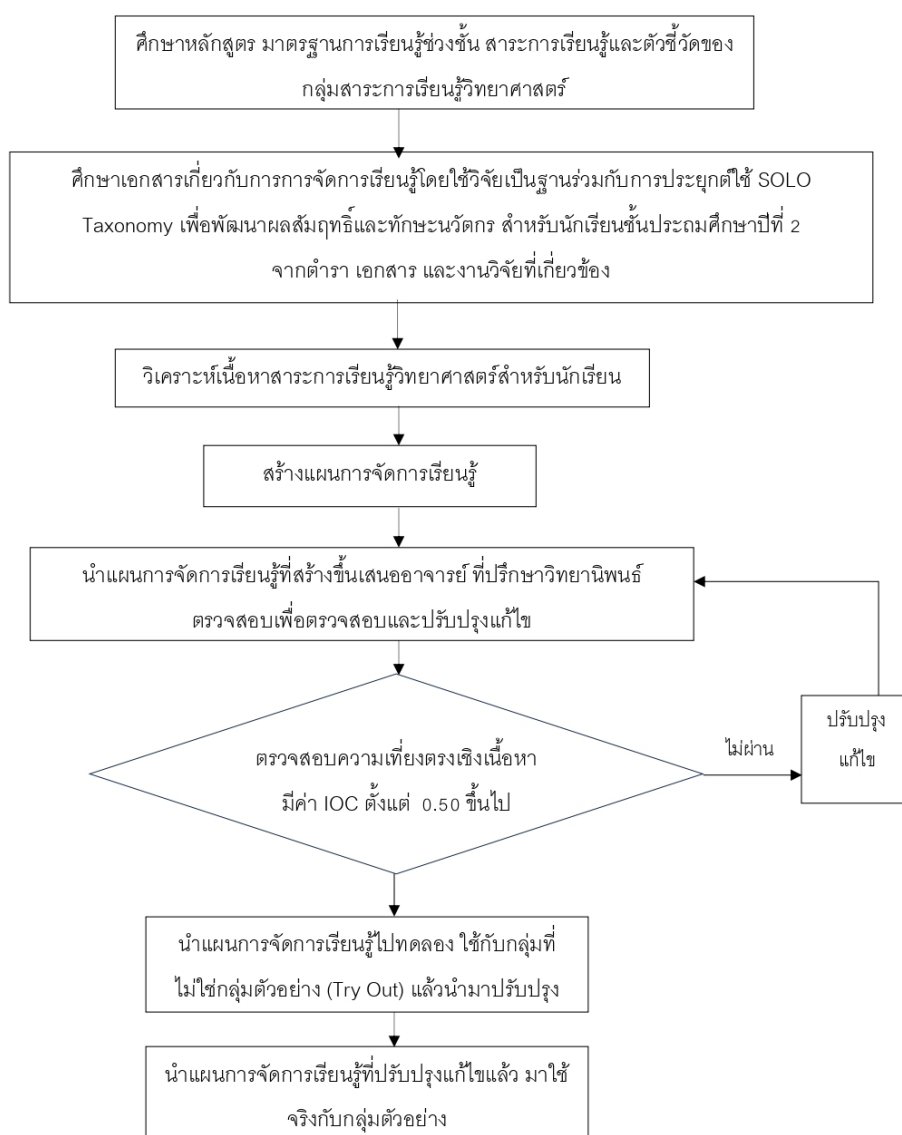 ศึกษาหลักสูตร มาตรฐานการเรียนรู้ช่วงชั้น สาระการเรียนรู้และตัวชี้วัดของ
กลุ่มสาระการเรียนรู้วิทยาศาสตร์
ศึกษาเอกสารเกี่ยวกับการการจัดการเรียนรู้โดยใช้วิจัยเป็นฐานร่วมกับการประยุกต์ใช้ SOLO
Taxonomy เพื่อพัฒนาผลสัมฤทธิ์และทักษะนวัตกร สำหรับนักเรียนชั้นประถมศึกษาปีที่ 2
จากตำรา เอกสาร และงานวิจัยที่เกี่ยวข้อง
วิเคราะห์เนื้อหาสาระการเรียนรู้วิทยาศาสตร์สำหรับนักเรียน
สร้างแผนการจัดการเรียนรู้
นำแผนการจัดการเรียนรู้ที่สร้างขึ้นเสนออาจารย์ ที่ปรึกษาวิทยานิพนธ์
ตรวจสอบเพื่อตรวจสอบและปรับปรุงแก้ไข
ตรวจสอบความเที่ยงตรงเชิงเนื้อหา
มีค่า IOC ตั้งแต่ 0.50 ขึ้นไป
ไม่ผ่าน
ปรับปรุง
แก้ไข
นำแผนการจัดการเรียนรู้ไปทดลอง ใช้กับกลุ่มที่
ไม่ใช่กลุ่มตัวอย่าง (Try Out) แล้วนำมาปรับปรุง
นำแผนการจัดการเรียนรู้ที่ปรับปรุงแก้ไขแล้ว มาใช้
จริงกับกลุ่มตัวอย่าง